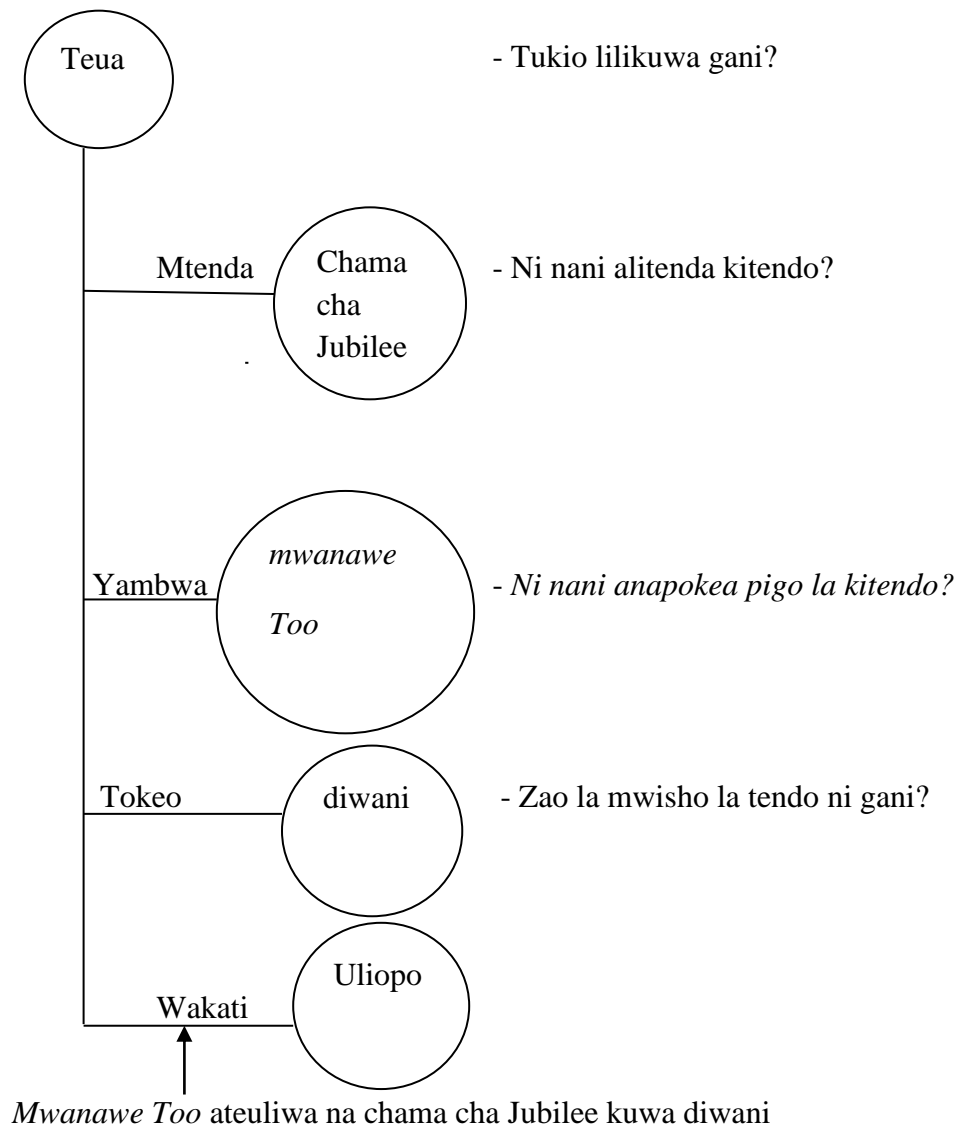 Teua
- Tukio lilikuwa gani?
Mtenda
Chama
cha
Jubilee
- Ni nani alitenda kitendo?
Yambwa
mwanawe
Too
- Ni nani anapokea pigo la kitendo?
Tokeo
diwani
- Zao la mwisho la tendo ni gani?
Wakati
Uliopo
Mwanawe Too ateuliwa na chama cha Jubilee kuwa diwani